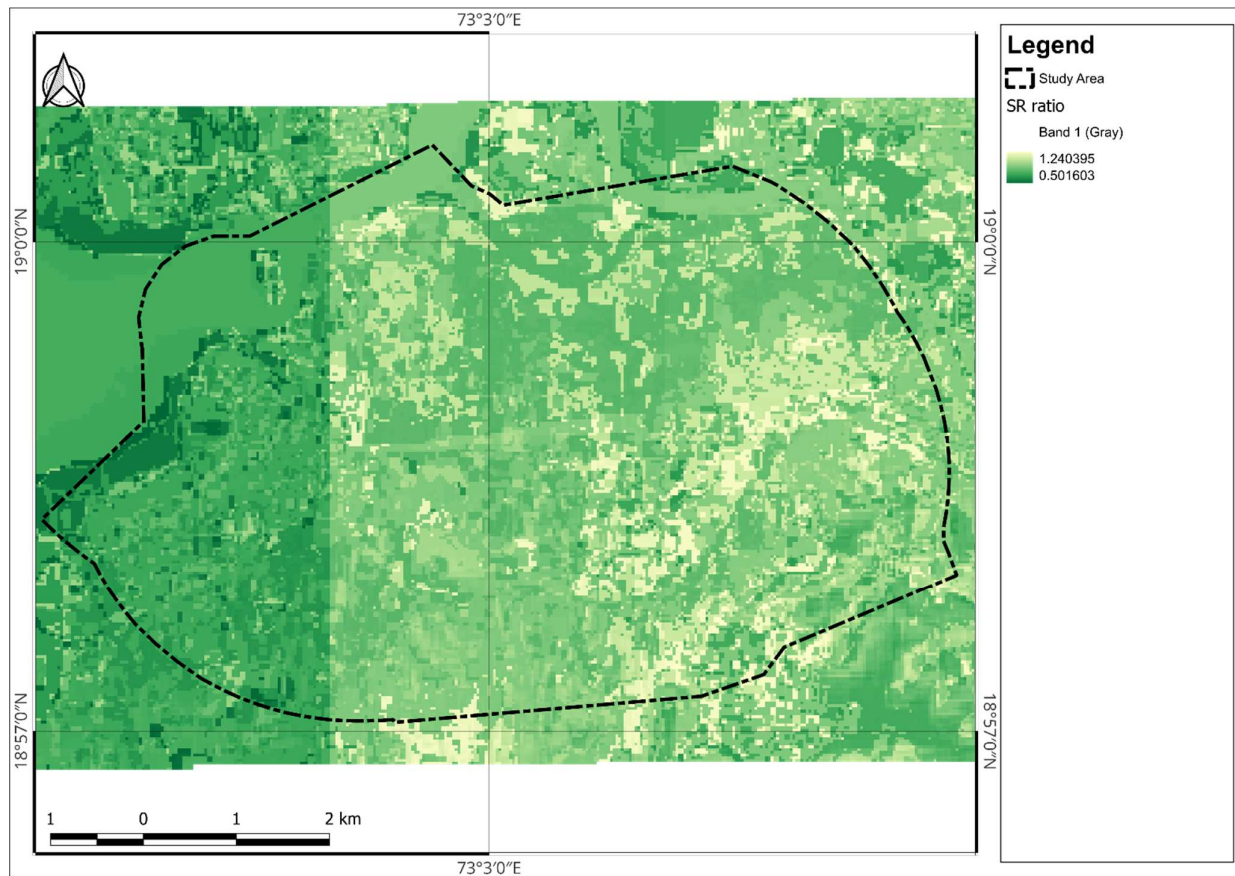 73°3'0"E
Legend
Study Area
SR ratio
Band 1 (Gray)
1.240395
0.501603
19°0'0"N
19°0'0"N
18°57'0"N
18°57'0"N
1 0 1 2 km
73°3'0"E